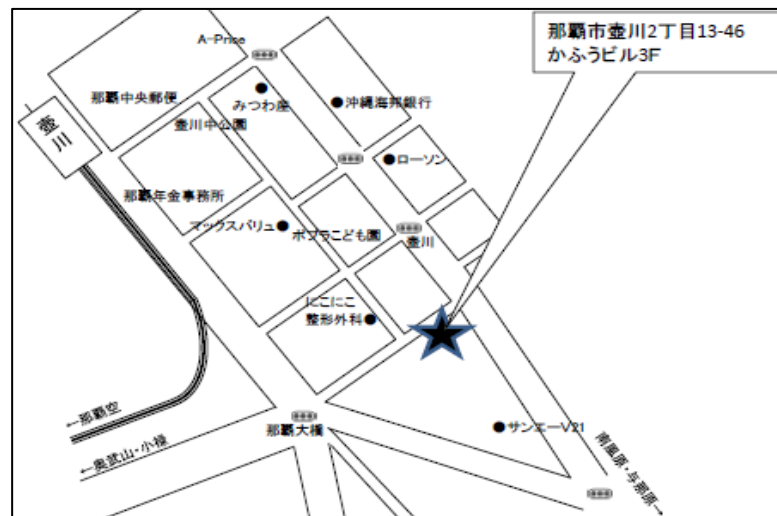 那覇市壺川2丁目13-46
かふうビル3F
A-Price
那覇中央郵便
みつわ座
沖縄海邦銀行
壺川
壺川中公園
ローソン
那覇年金事務所
マックスバリュ
ポプラこども園
壺川
にこにこ
整形外科
←那覇空
←奥武山・小禄
那覇大橋
サンエーV21
南風原・与那原→